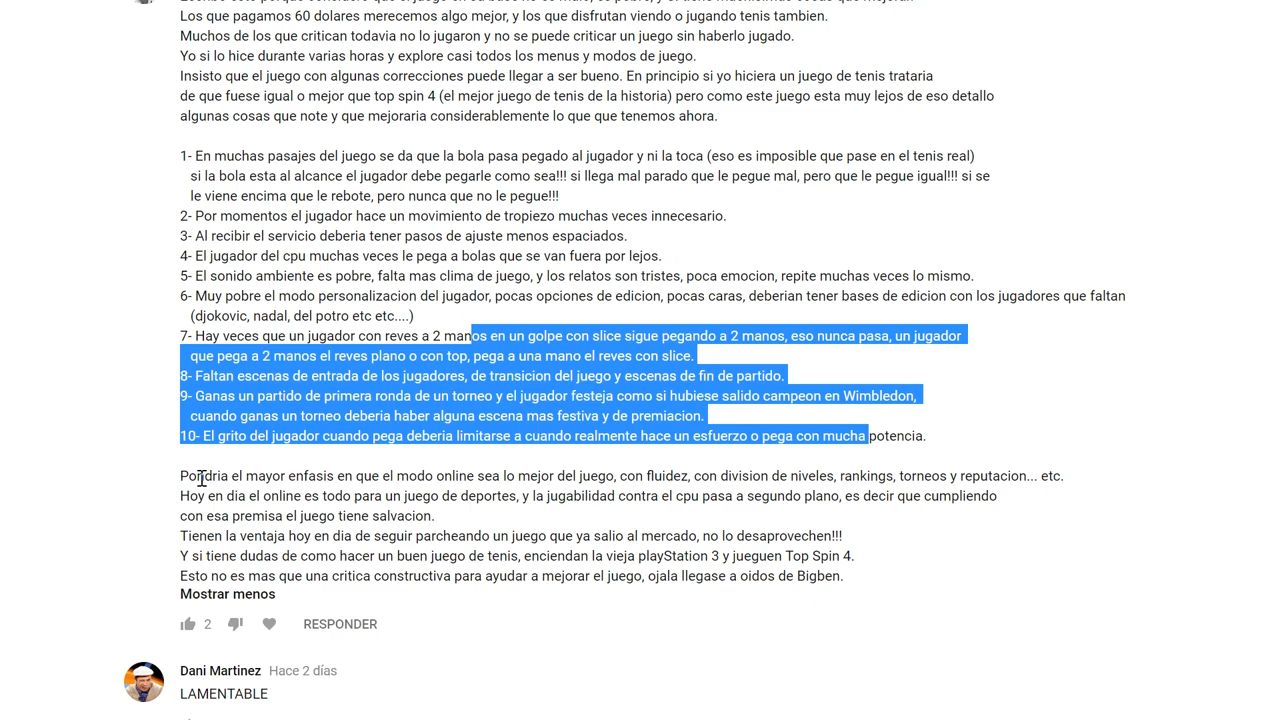 Los que pagamos 60 dolares merecemos algo mejor, y los que disfrutan viendo o jugando tenis tambien.
Muchos de los que critican todavia no lo jugaron y no se puede criticar un juego sin haberlo jugado.
Yo si lo hice durante varias horas y explore casi todos los menus y modos de juego.
Insisto que el juego con algunas correcciones puede llegar a ser bueno. En principio si yo hiciera un juego de tenis trataria
de que fuese igual o mejor que top spin 4 (el mejor juego de tenis de la historia) pero como este juego esta muy lejos de eso detallo
algunas cosas que note y que mejoraria considerablemente lo que que tenemos ahora.
1- En muchas pasajes del juego se da que la bola pasa pegado al jugador y ni la toca (eso es imposible que pase en el tenis real)
si la bola esta al alcance el jugador debe pegarle como sea!!! si llega mal parado que le pegue mal, pero que le pegue igual!!! si se
le viene encima que le rebote, pero nunca que no le pegue!!!
2- Por momentos el jugador hace un movimiento de tropiezo muchas veces innecesario.
3- Al recibir el servicio deberia tener pasos de ajuste menos espaciados.
4- El jugador del cpu muchas veces le pega a bolas que se van fuera por lejos.
5- El sonido ambiente es pobre, falta mas clima de juego, y los relatos son tristes, poca emocion, repite muchas veces lo mismo.
6- Muy pobre el modo personalizacion del jugador, pocas opciones de edicion, pocas caras, deberian tener bases de edicion con los jugadores que faltan
(djokovic, nadal, del potro etc etc....)
7- Hay veces que un jugador con reves a 2 manos en un golpe con slice sigue pegando a 2 manos, eso nunca pasa, un jugador
que pega a 2 manos el reves plano o con top, pega a una mano el reves con slice.
8- Faltan escenas de entrada de los jugadores, de transicion del juego y escenas de fin de partido.
9- Ganas un partido de primera ronda de un torneo y el jugador festeja como si hubiese salido campeon en Wimbledon,
cuando ganas un torneo deberia haber alguna escena mas festiva y de premiacion.
10- El grito del jugador cuando pega deberia limitarse a cuando realmente hace un esfuerzo o pega con mucha potencia.
Pondria el mayor enfasis en que el modo online sea lo mejor del juego, con fluidez, con division de niveles, rankings, torneos y reputacion... etc.
Hoy en dia el online es todo para un juego de deportes, y la jugabilidad contra el cpu pasa a segundo plano, es decir que cumpliendo
con esa premisa el juego tiene salvacion.
Tienen la ventaja hoy en dia de seguir parcheando un juego que ya salio al mercado, no lo desaprovechen!!!
Y si tiene dudas de como hacer un buen juego de tenis, enciendan la vieja playStation 3 y jueguen Top Spin 4.
Esto no es mas que una critica constructiva para ayudar a mejorar el juego, ojala llegase a oidos de Bigben.
Mostrar menos
2 RESPONDER
Dani Martinez Hace 2 días
LAMENTABLE